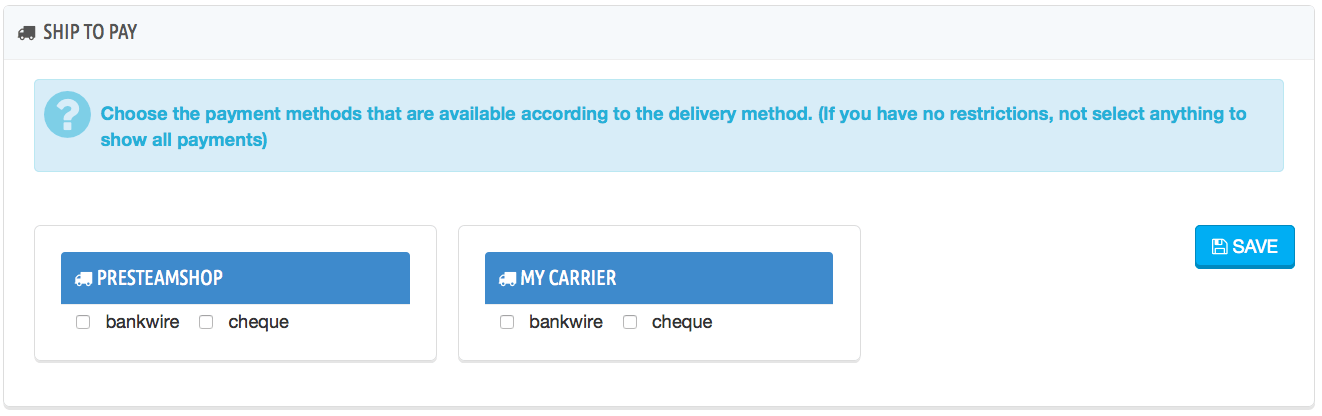 SHIP TO PAY
Choose the payment methods that are available according to the delivery method. (If you have no restrictions, not select anything to
show all payments)
PRESTEAMSHOP
MY CARRIER
SAVE
bankwire cheque
bankwire cheque